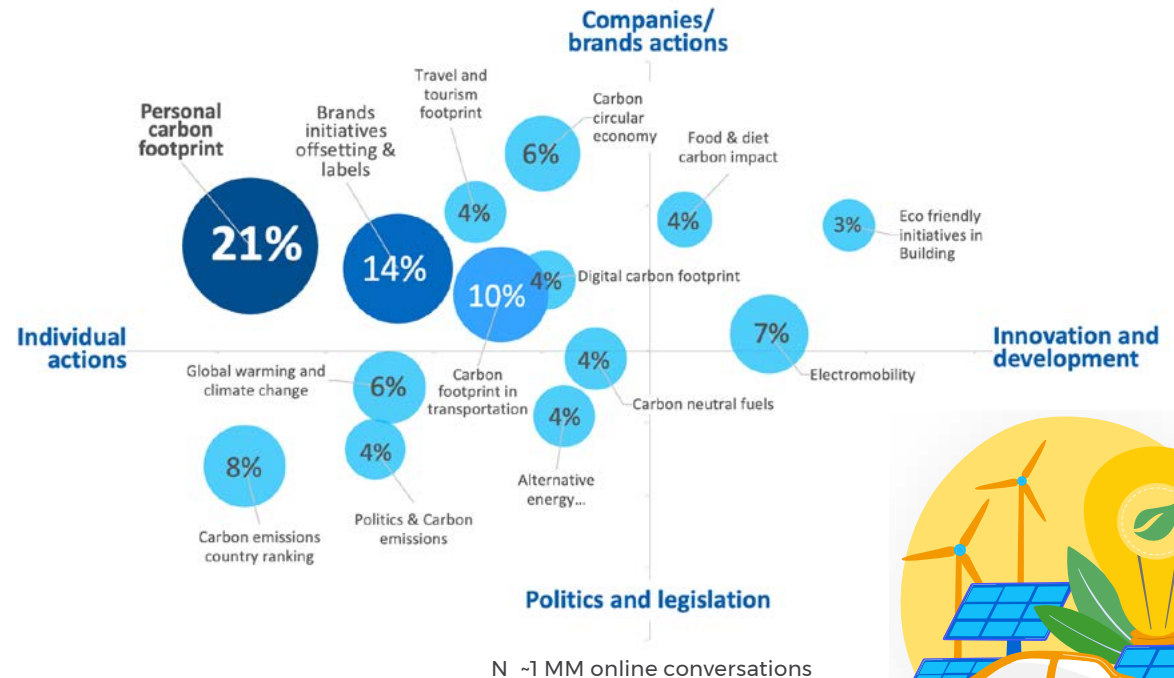 Companies/
brands actions
Travel and
tourism
footprint
Carbon
circular
economy
Personal
carbon
footprint
Brands
initiatives
offsetting &
labels
Food & diet
carbon impact
6%
4%
4%
3%
Eco friendly
initiatives in
Building
21%
14%
10%
4%
Digital carbon footprint
Individual
actions
7%
Innovation and
development
Global warming and
climate change
6%
Carbon
footprint in
transportation
4%
Electromobility
Carbon neutral fuels
4%
8%
4%
Alternative
energy...
Carbon emissions
country ranking
Politics & Carbon
emissions
Politics and legislation
N ~1 MM online conversations